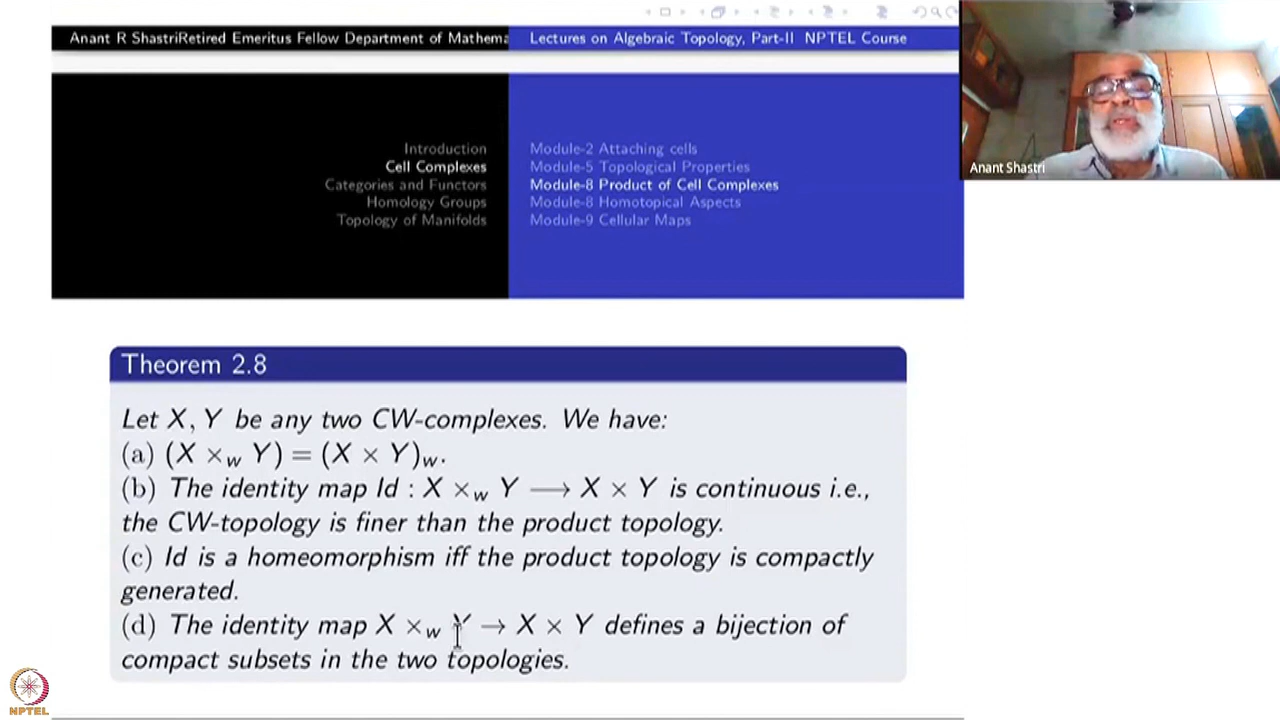 Anant R ShastriRetired Emeritus Fellow Department of Mathema
Lectures on Algebraic Topology, Part-II NPTEL Course
Introduction
Cell Complexes
Categories and Functors
Homology Groups
Topology of Manifolds
Module-2 Attaching cells
Module-5 Topological Properties
Module-8 Product of Cell Complexes
Module-8 Homotopical Aspects
Module-9 Cellular Maps
Anant Shastri
Theorem 2.8
Let X, Y be any two CW-complexes. We have:
(a) (X ×w Y) = (X × Y)w.
(b) The identity map Id : X ×w Y ⟶ X × Y is continuous i.e.,
the CW-topology is finer than the product topology.
(c) Id is a homeomorphism iff the product topology is compactly
generated.
(d) The identity map X ×w Y → X × Y defines a bijection of
compact subsets in the two topologies.
NPTEL